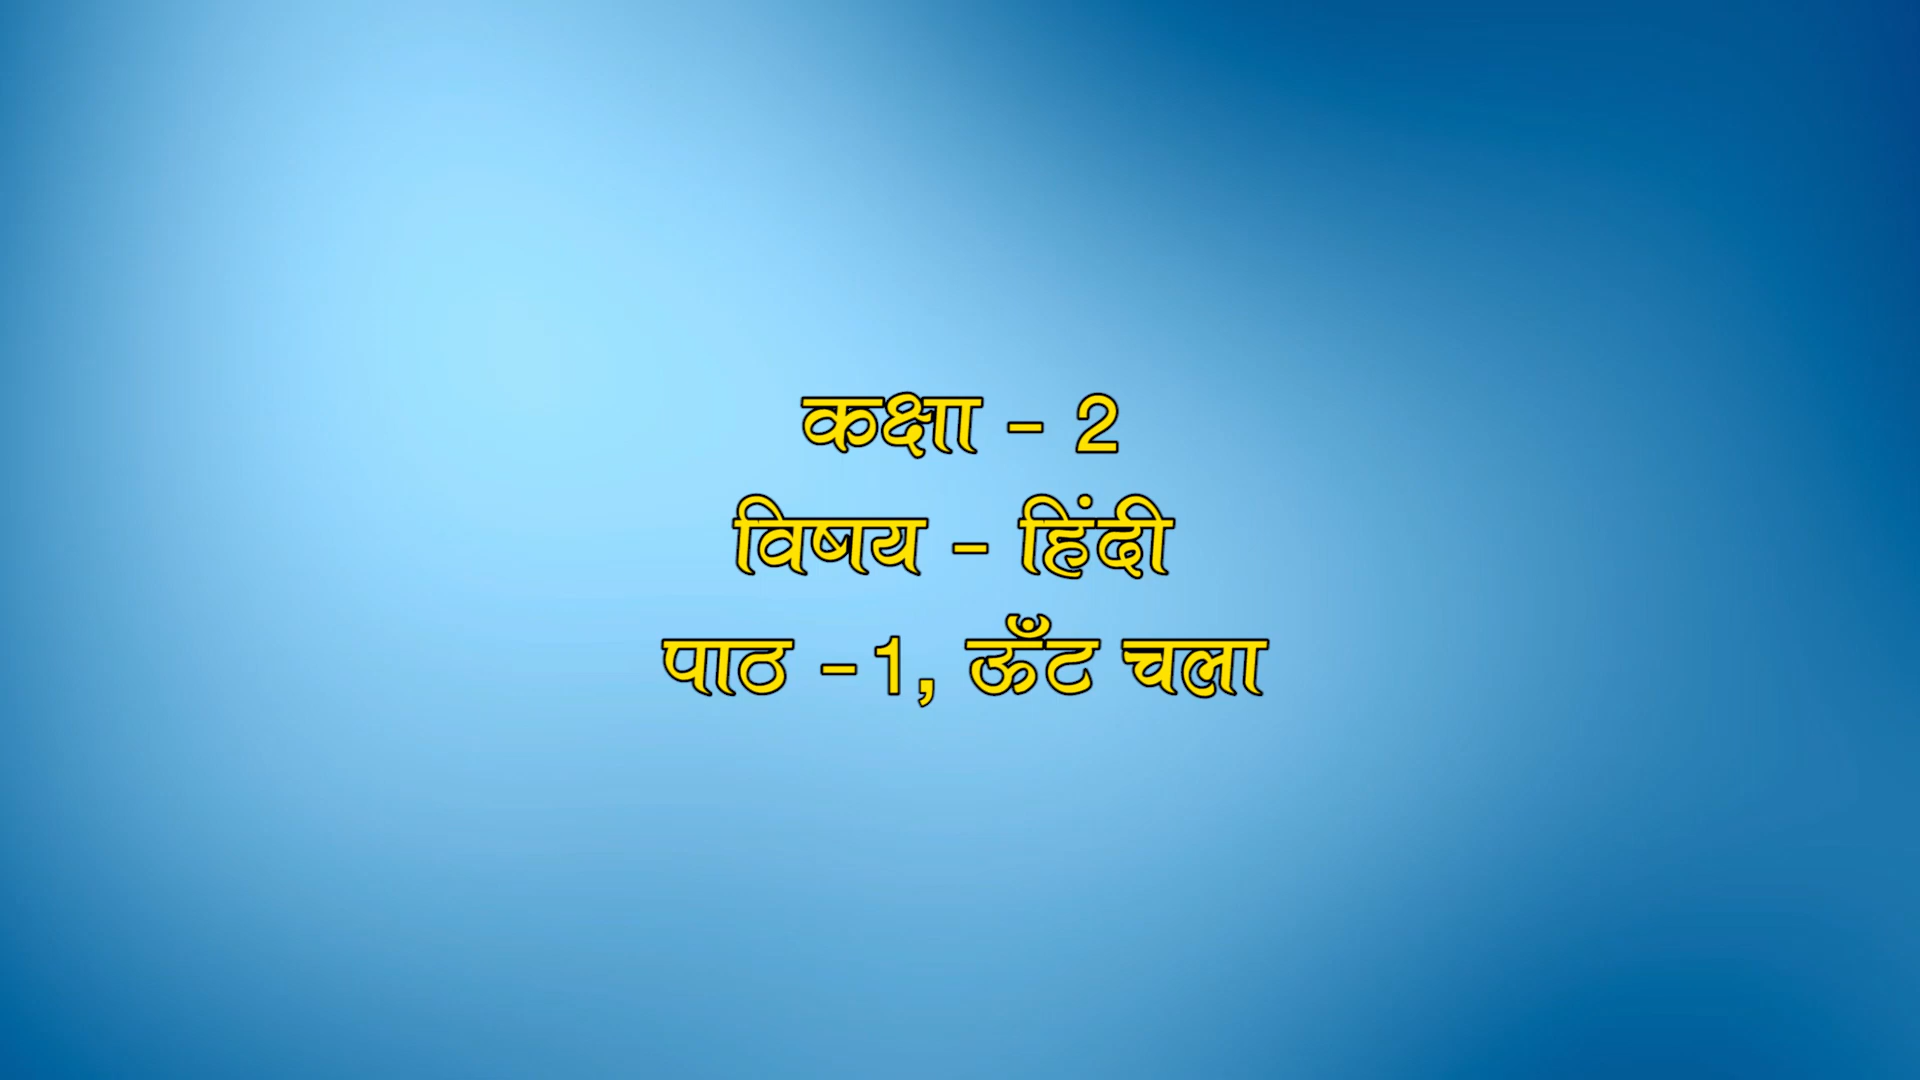 कक्षा - 2
विषय - हिंदी
पाठ -1, ऊँट चला